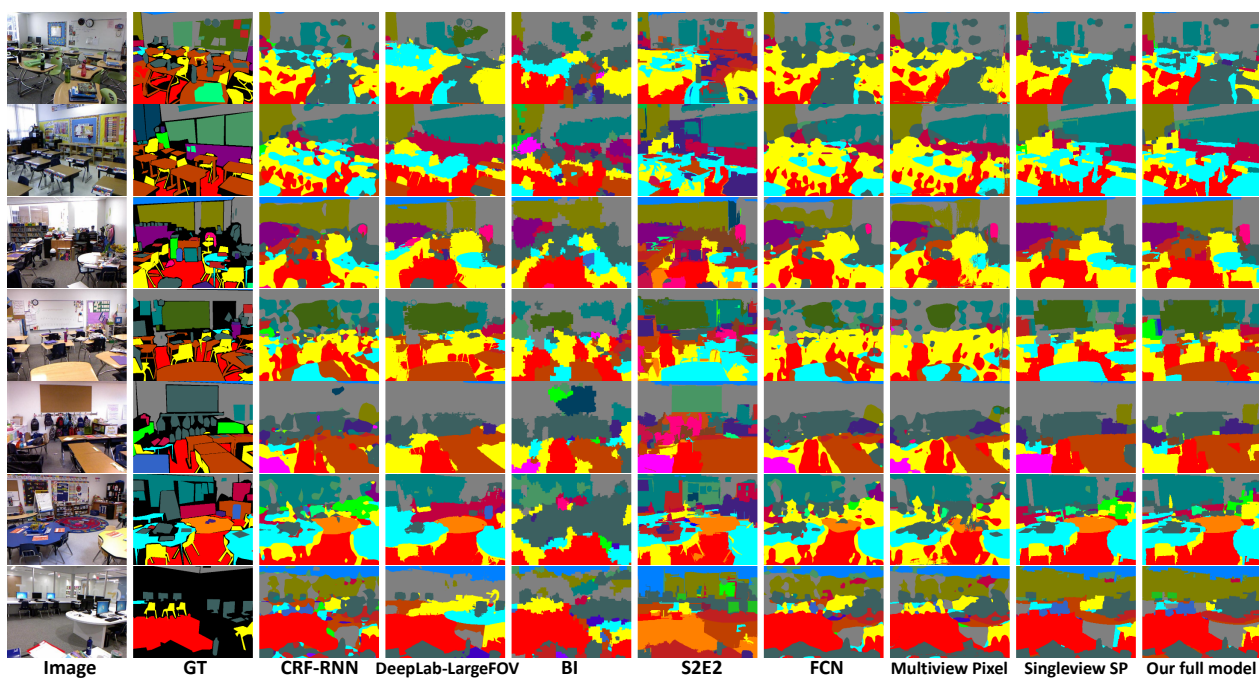 Image GT CRF-RNN DeepLab-LargeFOV BI S2E2 FCN Multiview Pixel Singleview SP Our full model